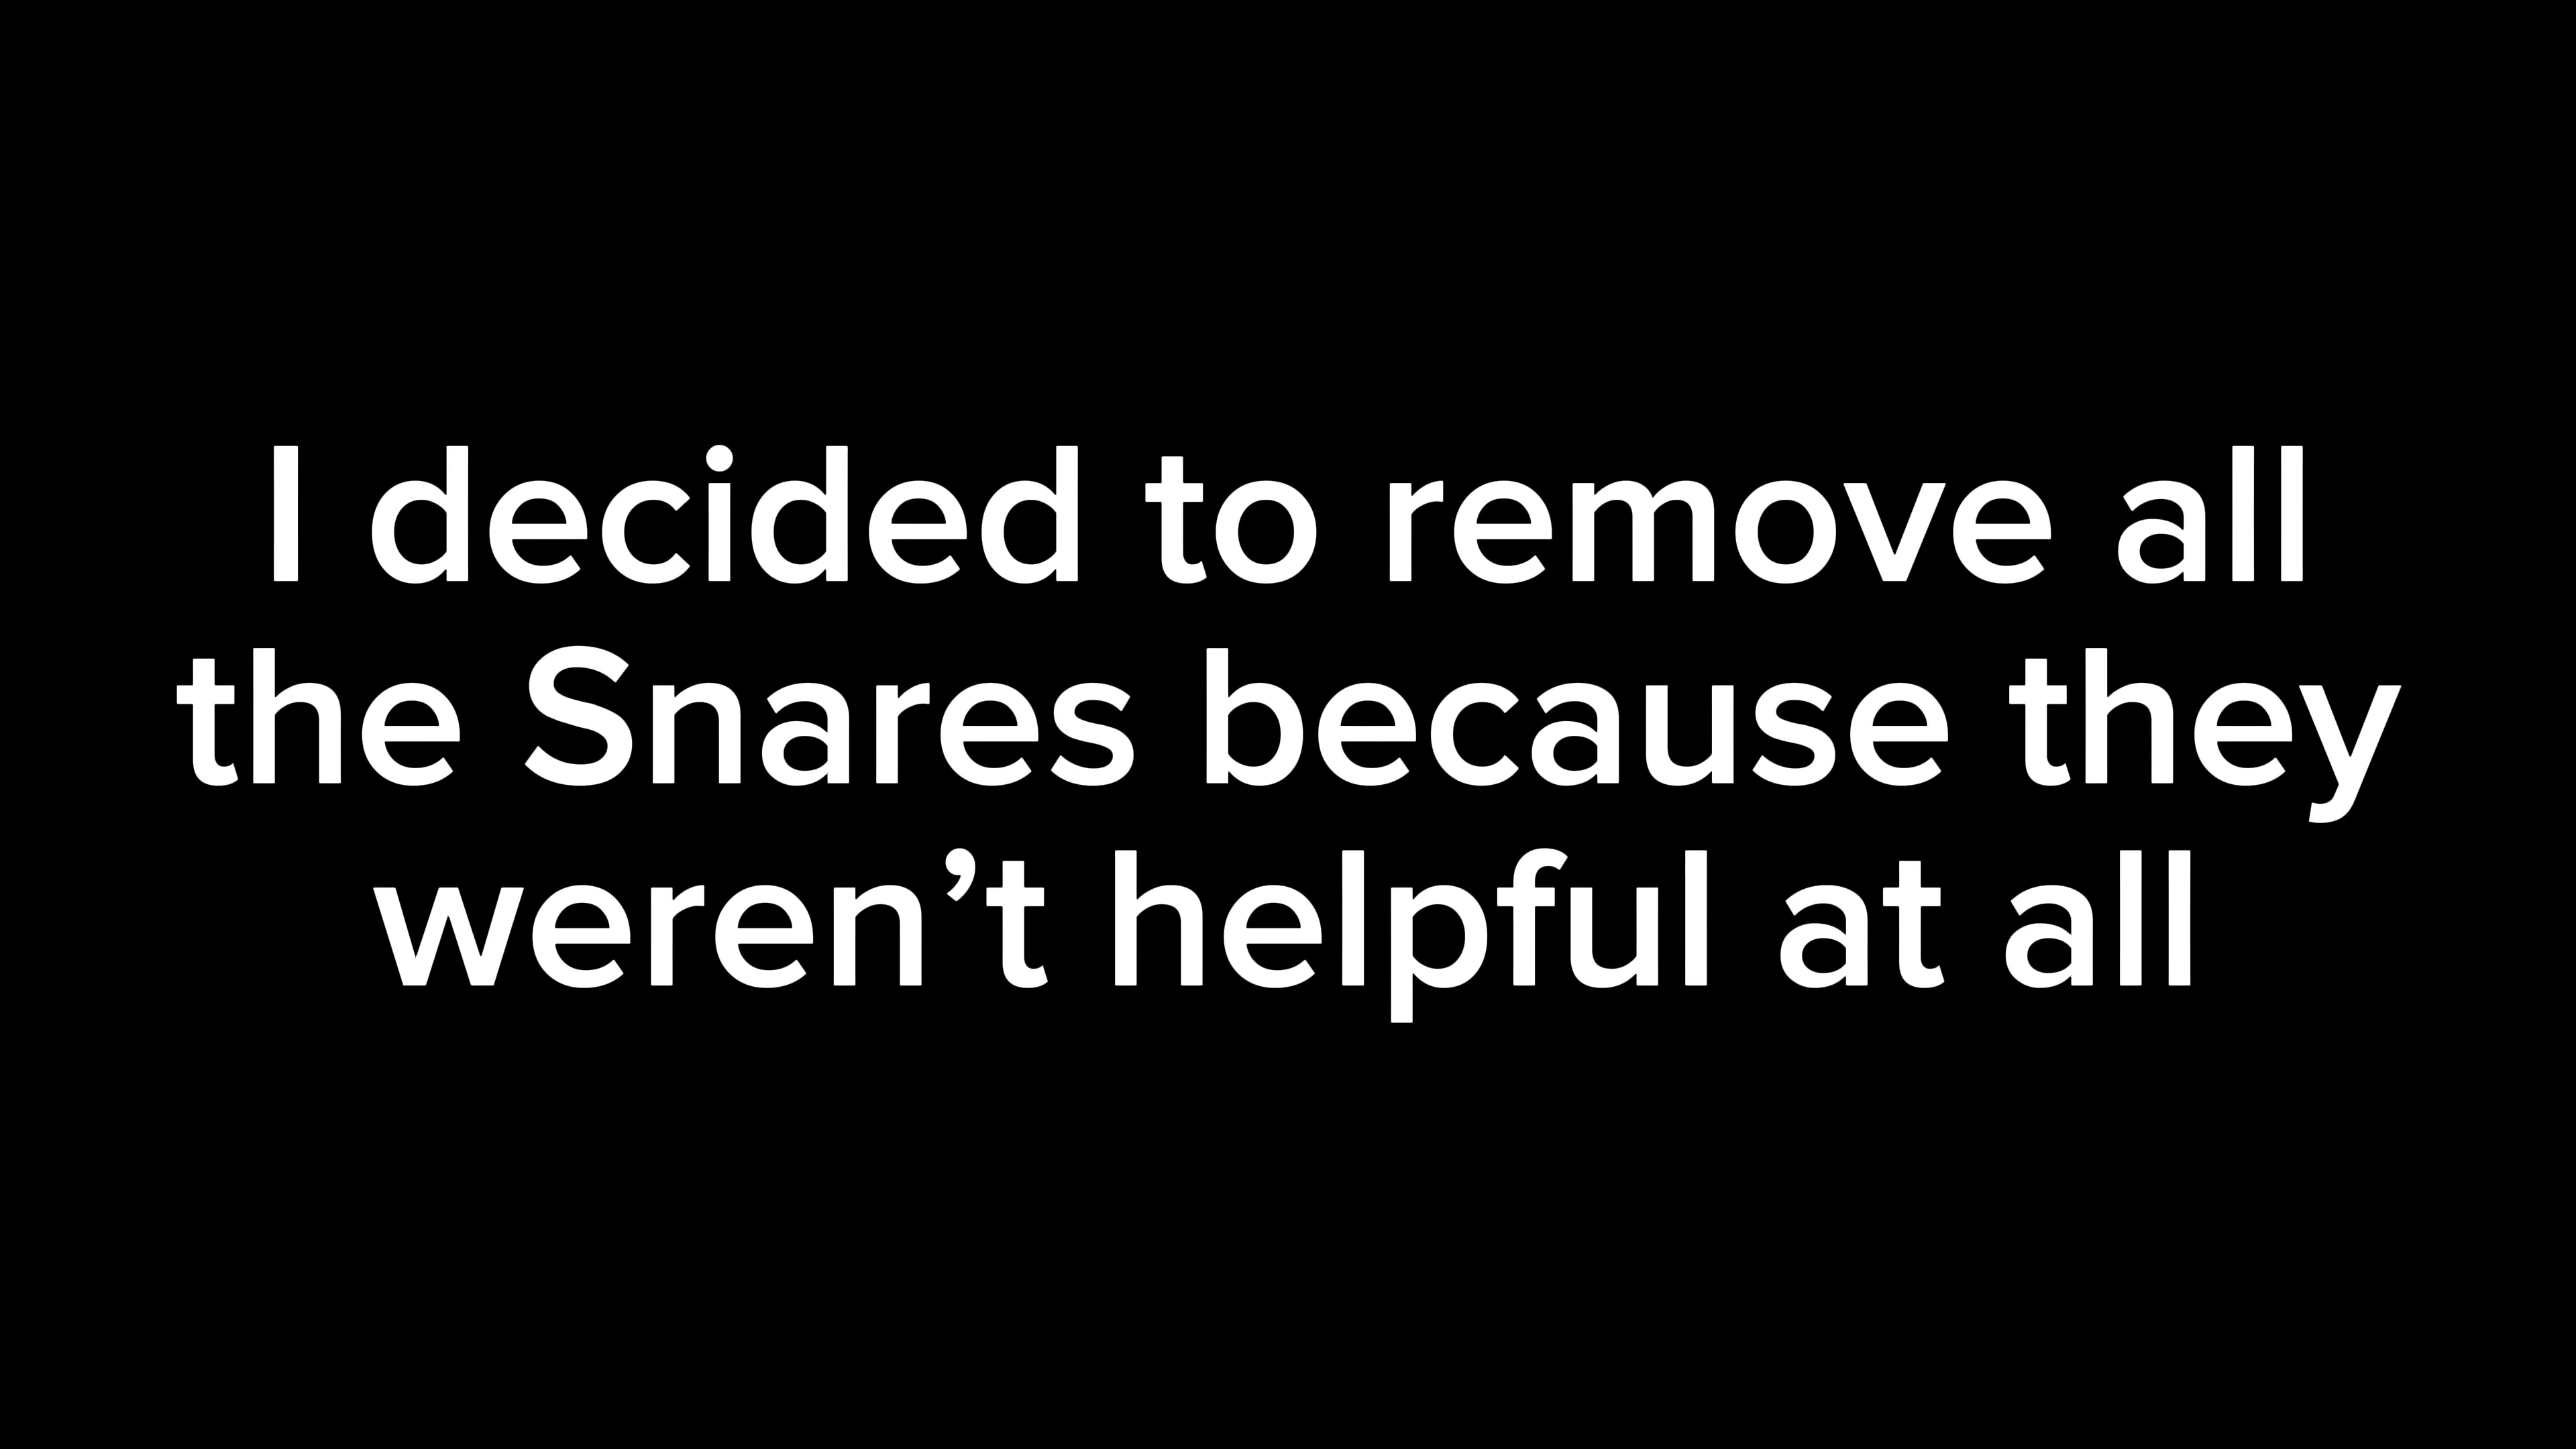 I decided to remove all
the Snares because they
weren’t helpful at all